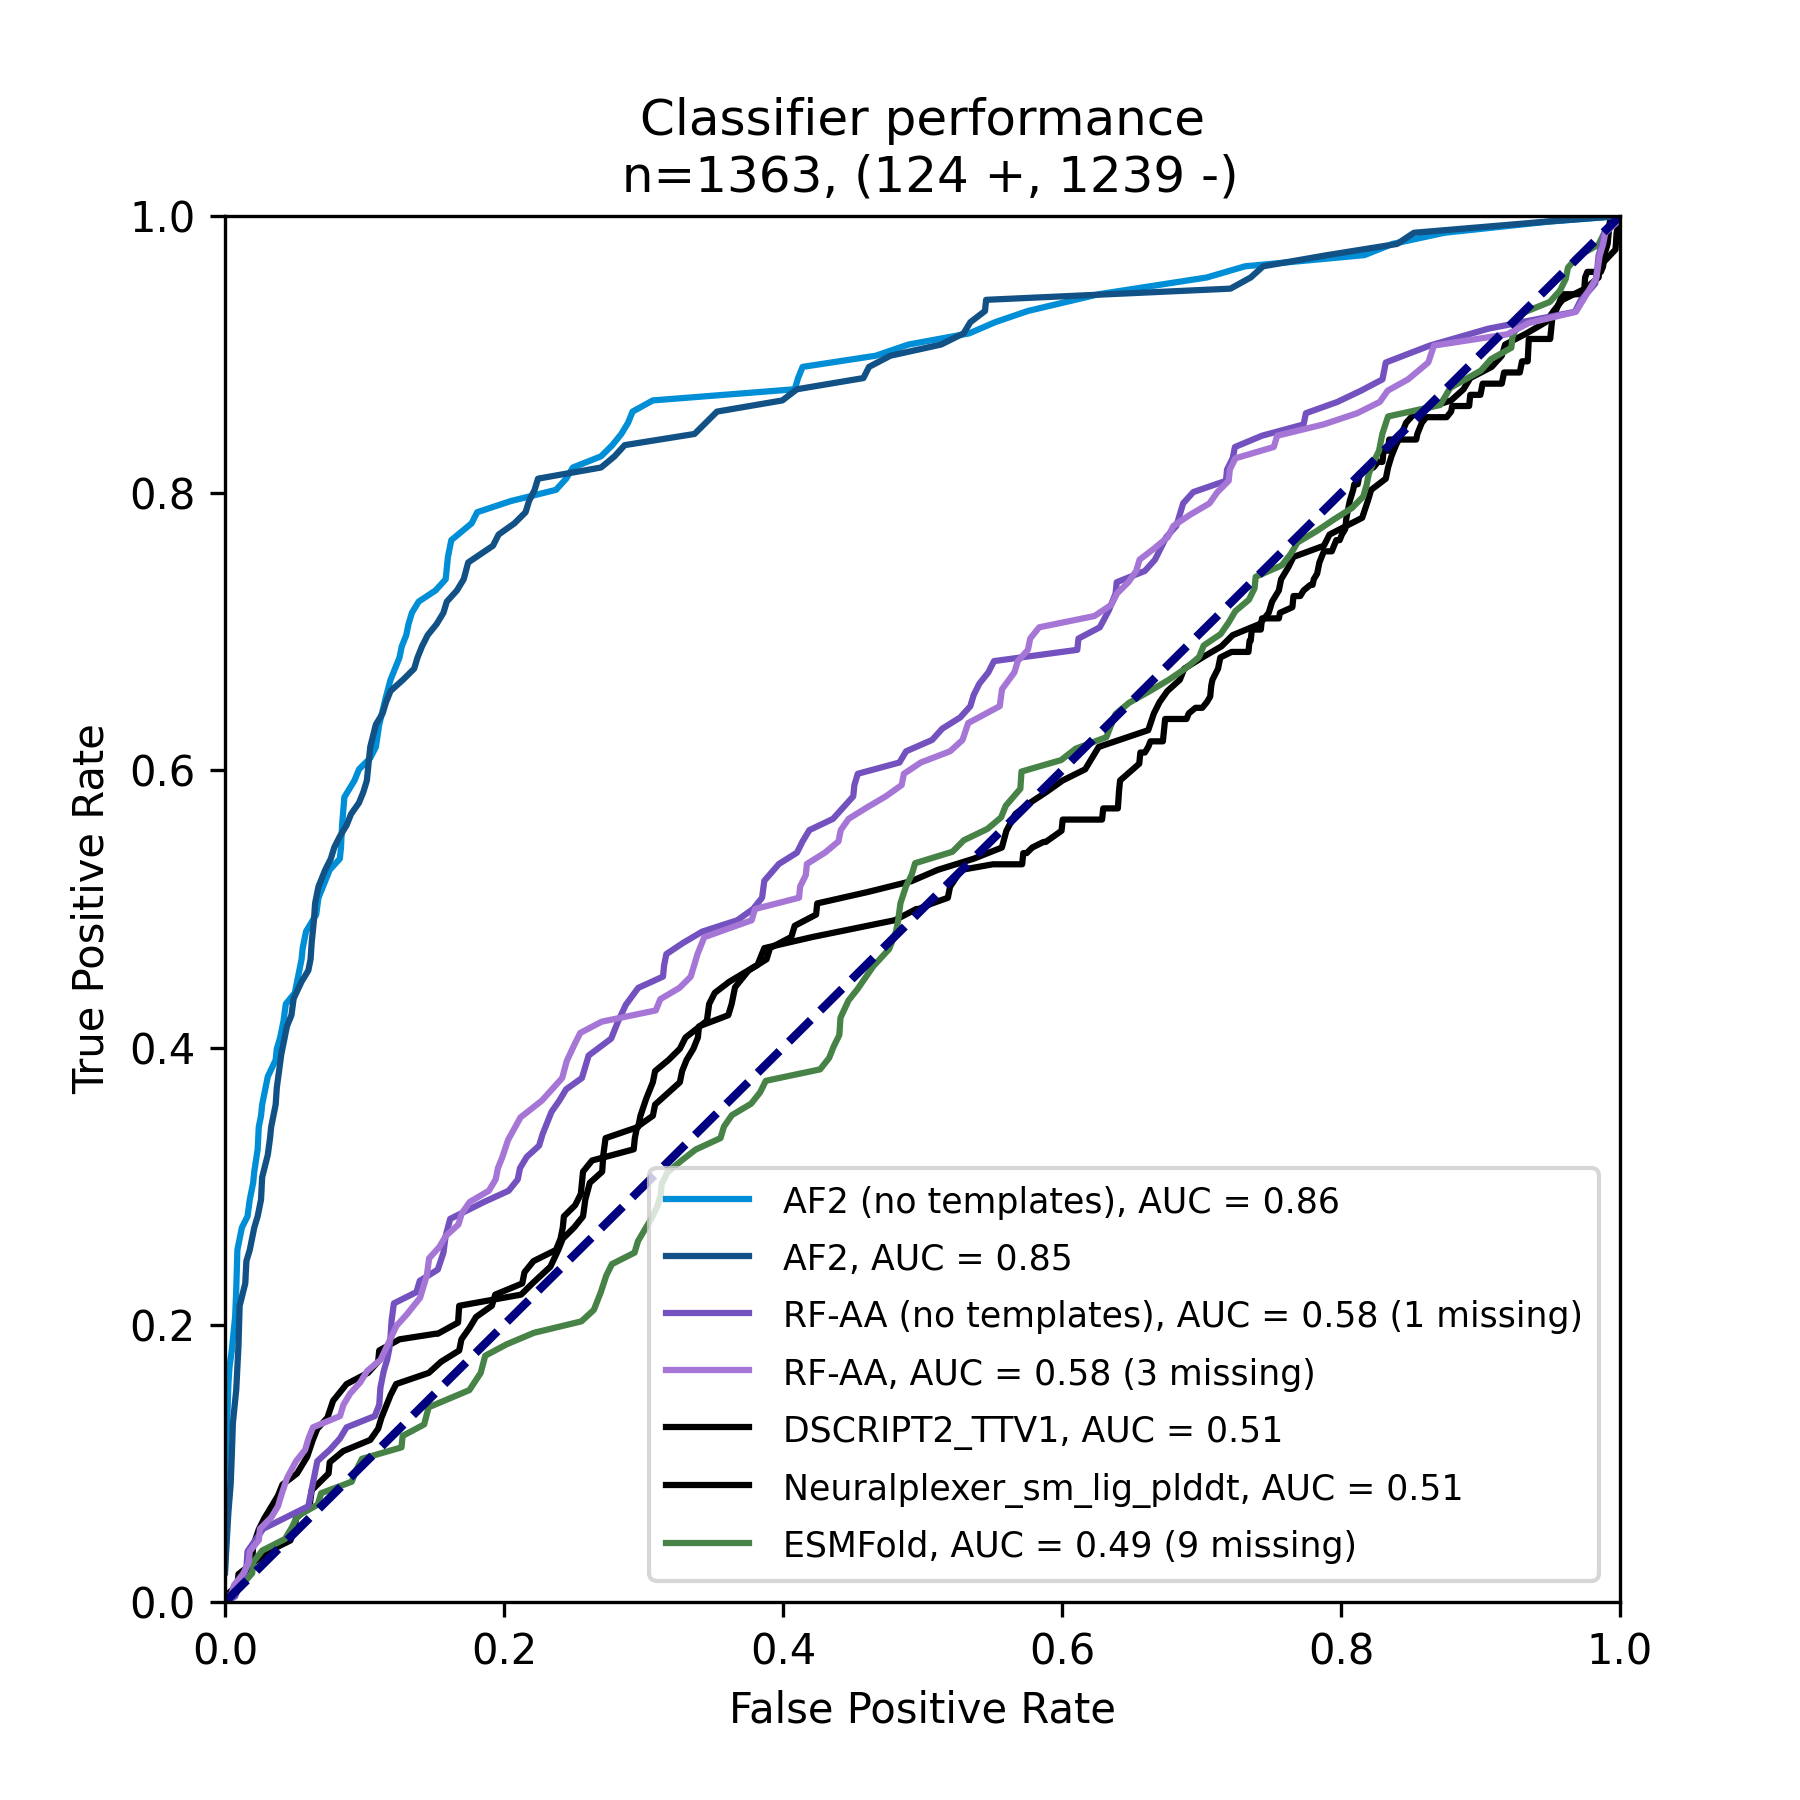 Classifier performance
n=1363, (124 +, 1239 -)
True Positive Rate
1.0
0.8
0.6
0.4
0.2
0.0
AF2 (no templates), AUC = 0.86
AF2, AUC = 0.85
RF-AA (no templates), AUC = 0.58 (1 missing)
RF-AA, AUC = 0.58 (3 missing)
DSCRIPT2_TTV1, AUC = 0.51
Neuralplexer_sm_lig_plddt, AUC = 0.51
ESMFold, AUC = 0.49 (9 missing)
0.0 0.2 0.4 0.6 0.8 1.0
False Positive Rate